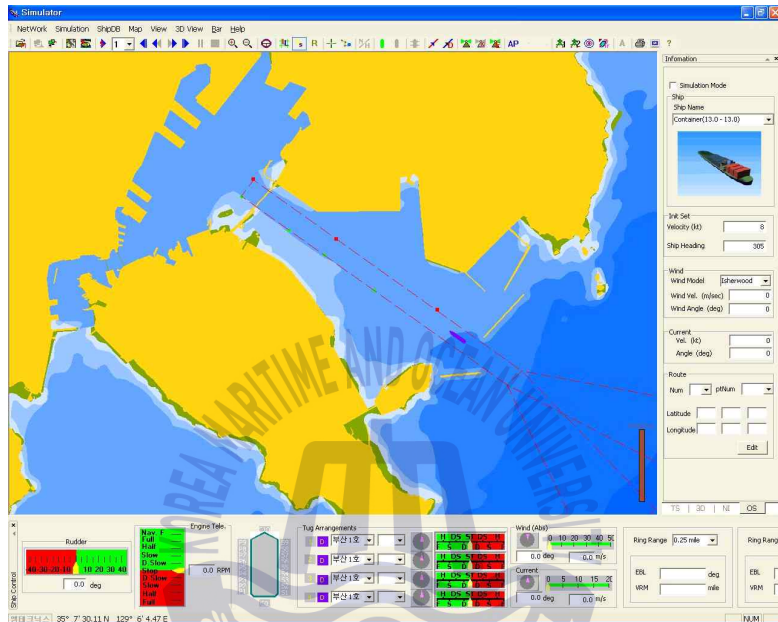 Simulator
NetWork Simulation ShipDB Map View 3D View Bar Help
1 R AP A ?
Infomation
Simulation Mode
Ship
Ship Name
Container(13.0 - 13.0)
Init Set
Velocity (kt) 8
Ship Heading 305
Wind
Wind Model Isherwood
Wind Vel. (m/sec) 0
Wind Angle (deg) 0
Current
Vel. (kt) 0
Angle (deg) 0
Route
Num ptNum
Latitude
Longitude
Edit
TS 3D NI OS
KOREA MARITIME AND OCEAN UNIVERSI
Ship Control
Rudder
40 30 20 10 10 20 30 40
0.0 deg
Engine Tele.
Nav. F
Full
Half
Slow
D Slow
Stop
D Slow
Slow
Half
Full
0.0 RPM
Tug Arrangements
D 부산1호
D 부산1호
D 부산1호
D 부산1호
Wind (Abs)
0 10 20 30 40 50
0.0 deg 0.0 m/s
Current
0 5 10 15 20
0.0 deg 0.0 m/s
Ring Range 0.25 mile
EBL deg
VRM mile
Ring Rang
EBL
VRM
35° 7' 30.11 N 129° 6' 4.47 E
NUM